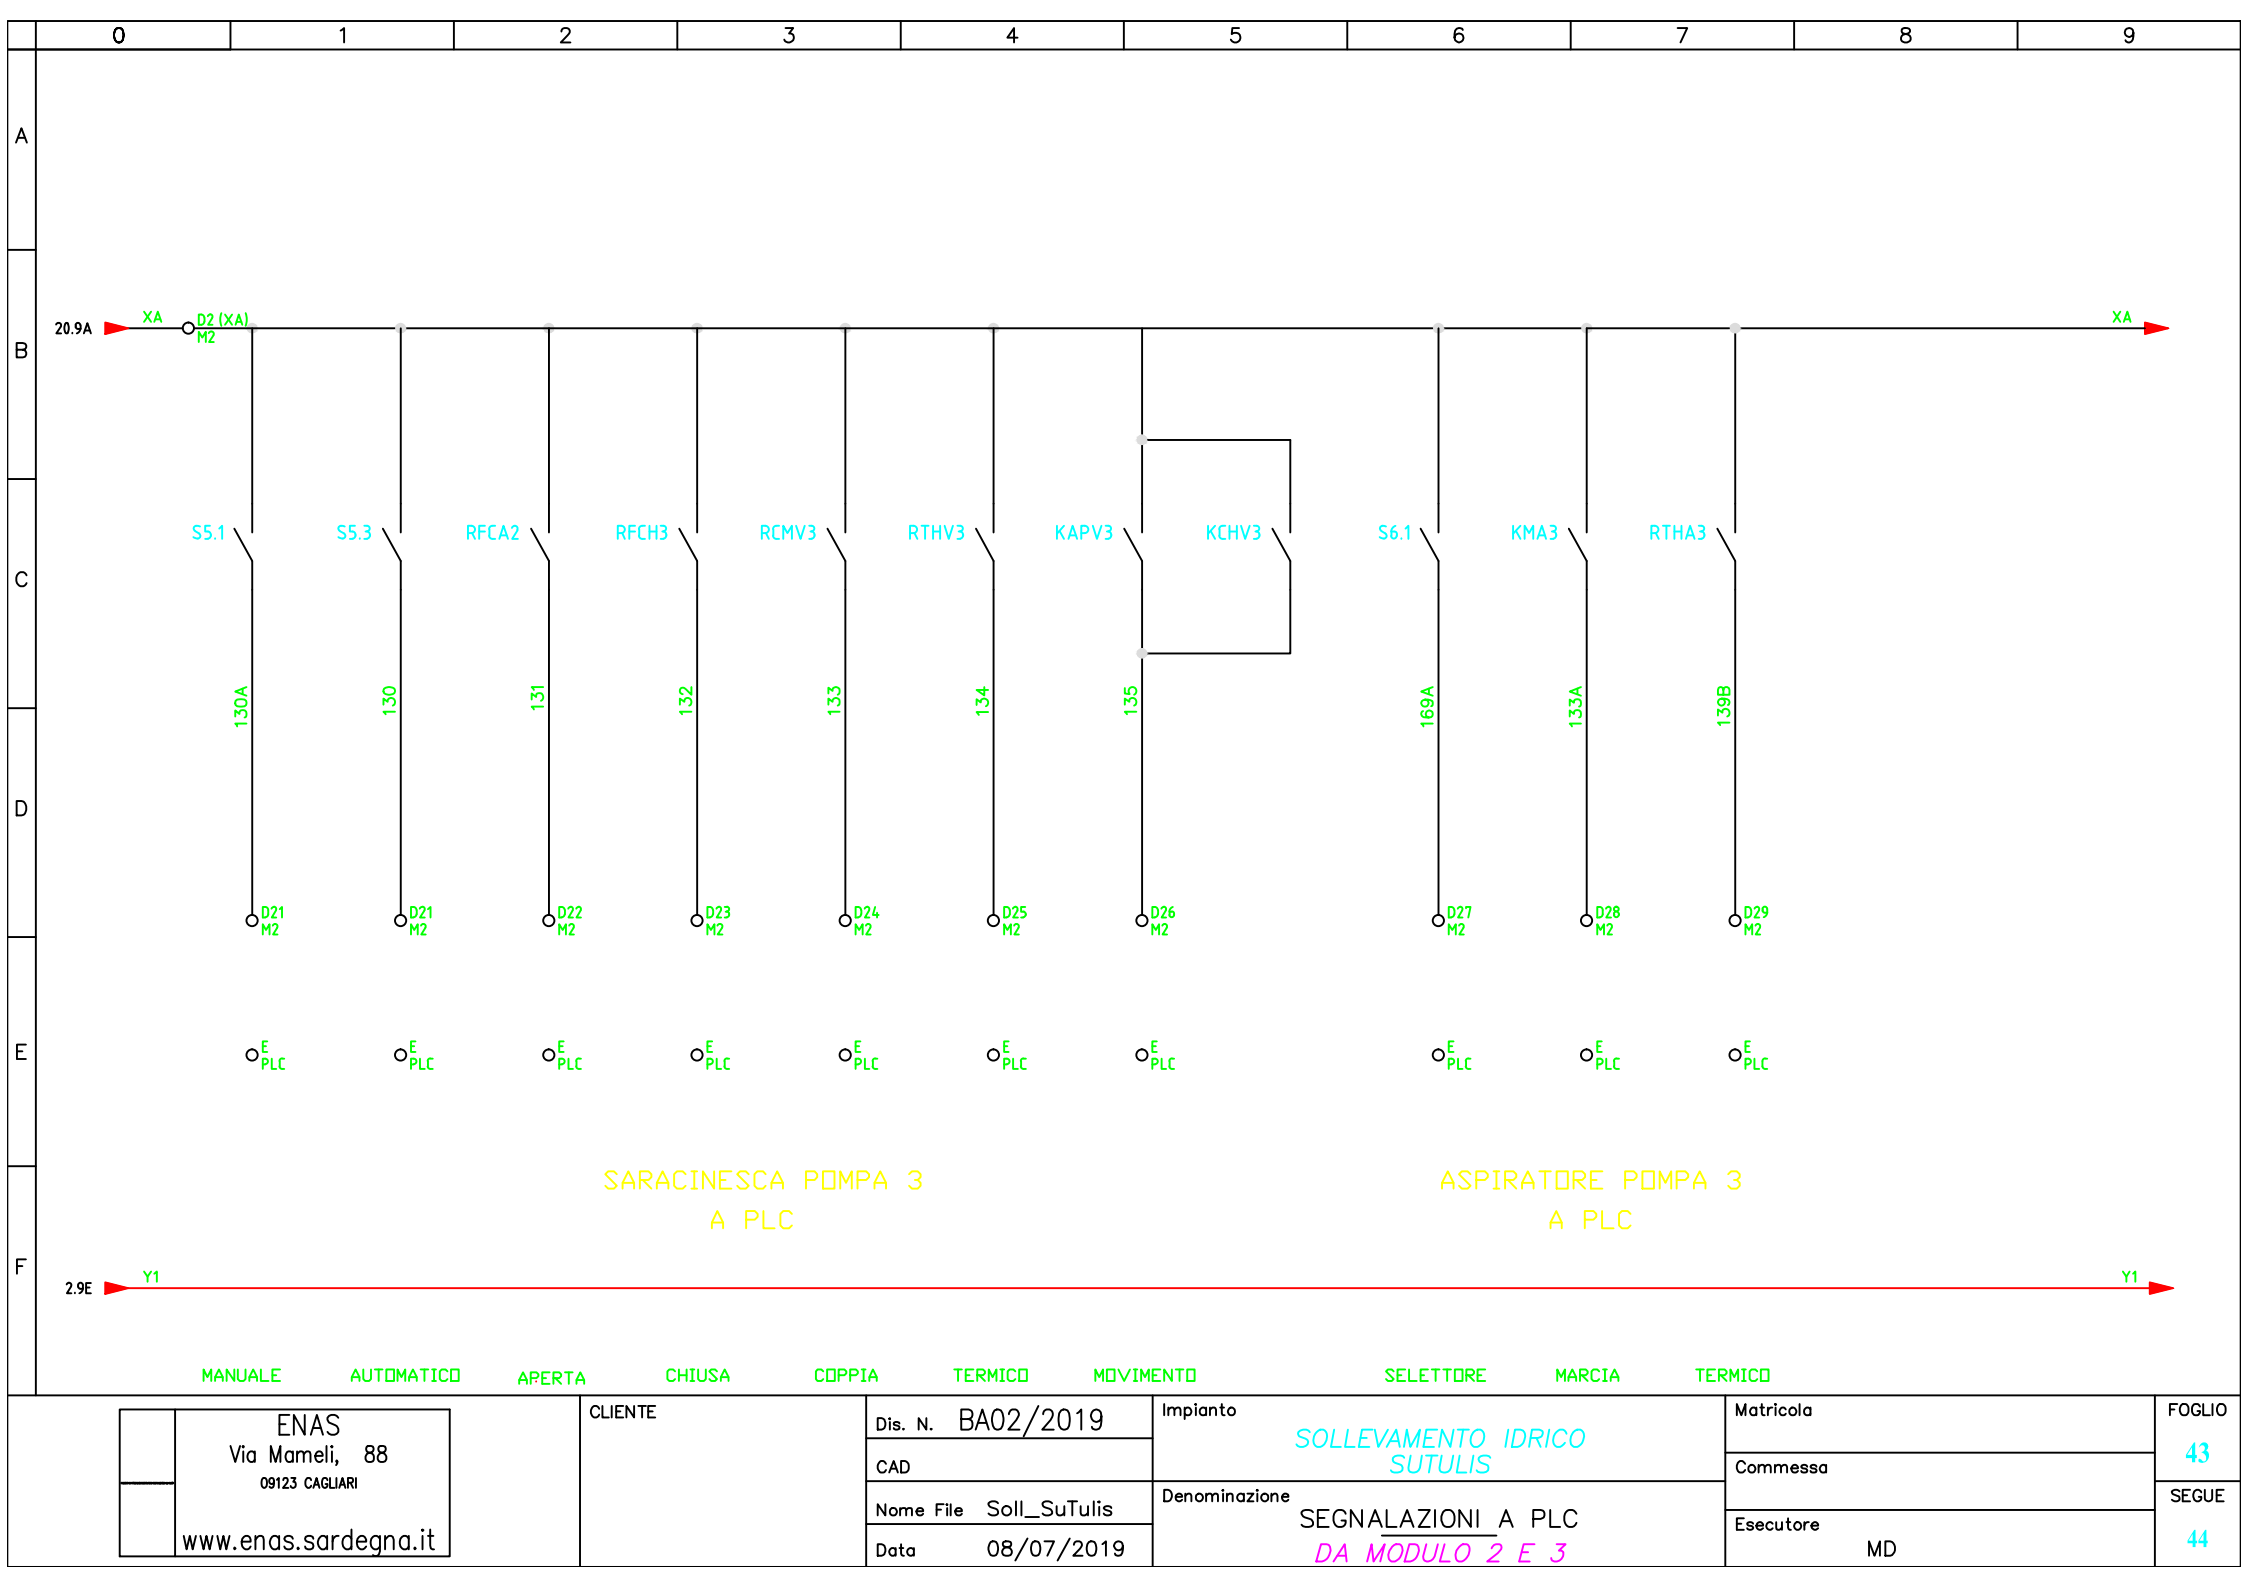 0 1 2 3 4 5 6 7 8 9
A
XA D2 (XA) XA
20.9A
M2
B
S5.1 S5.3 RFCA2 RFCH3 RCMV3 RTHV3 KAPV3 KCHV3 S6.1 KMA3 RTHA3
C
130A 130 131 132 133 134 135 169A 133A 139B
D
D21 D21 D22 D23 D24 D25 D26 D27 D28 D29
M2 M2 M2 M2 M2 M2 M2 M2 M2 M2
E
E E E E E E E E E E
PLC PLC PLC PLC PLC PLC PLC PLC PLC PLC
SARACINESCA POMPA 3 ASPIRATORE POMPA 3
A PLC A PLC
F
Y1 Y1
2.9E
MANUALE AUTOMATICO APERTA CHIUSA COPPIA TERMICO MOVIMENTO SELETTORE MARCIA TERMICO
ENAS
Via Mameli, 88
09123 CAGLIARI
www.enas.sardegna.it
CLIENTE
Dis. N. BA02/2019
CAD
Nome File Soll_SuTulis
Data 08/07/2019
Impianto
SOLLEVAMENTO IDRICO
SUTULIS
Denominazione
SEGNALAZIONI A PLC
DA MODULO 2 E 3
Matricola
Commessa
Esecutore
MD
FOGLIO
43
SEGUE
44